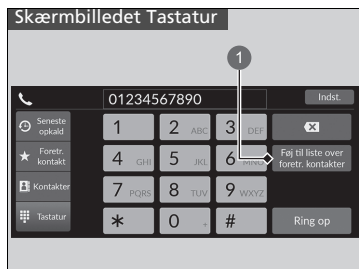 Skærmbilledet Tastatur
1
01234567890
Indst.
Seneste
opkald
1
2 ABC
3 DEF
Foretr.
kontakt
4 GHI
5 JKL
6 MNO
Føj til liste over
foretr. kontakter
Kontakter
7 PQRS
8 TUV
9 WXYZ
Tastatur
*
0 +
#
Ring op